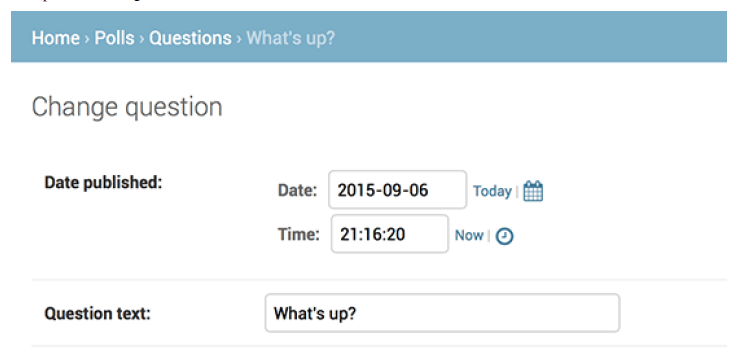 Home › Polls › Questions › What's up?
Change question
Date published:
Date: 2015-09-06 Today |
Time: 21:16:20 Now |
Question text: What's up?